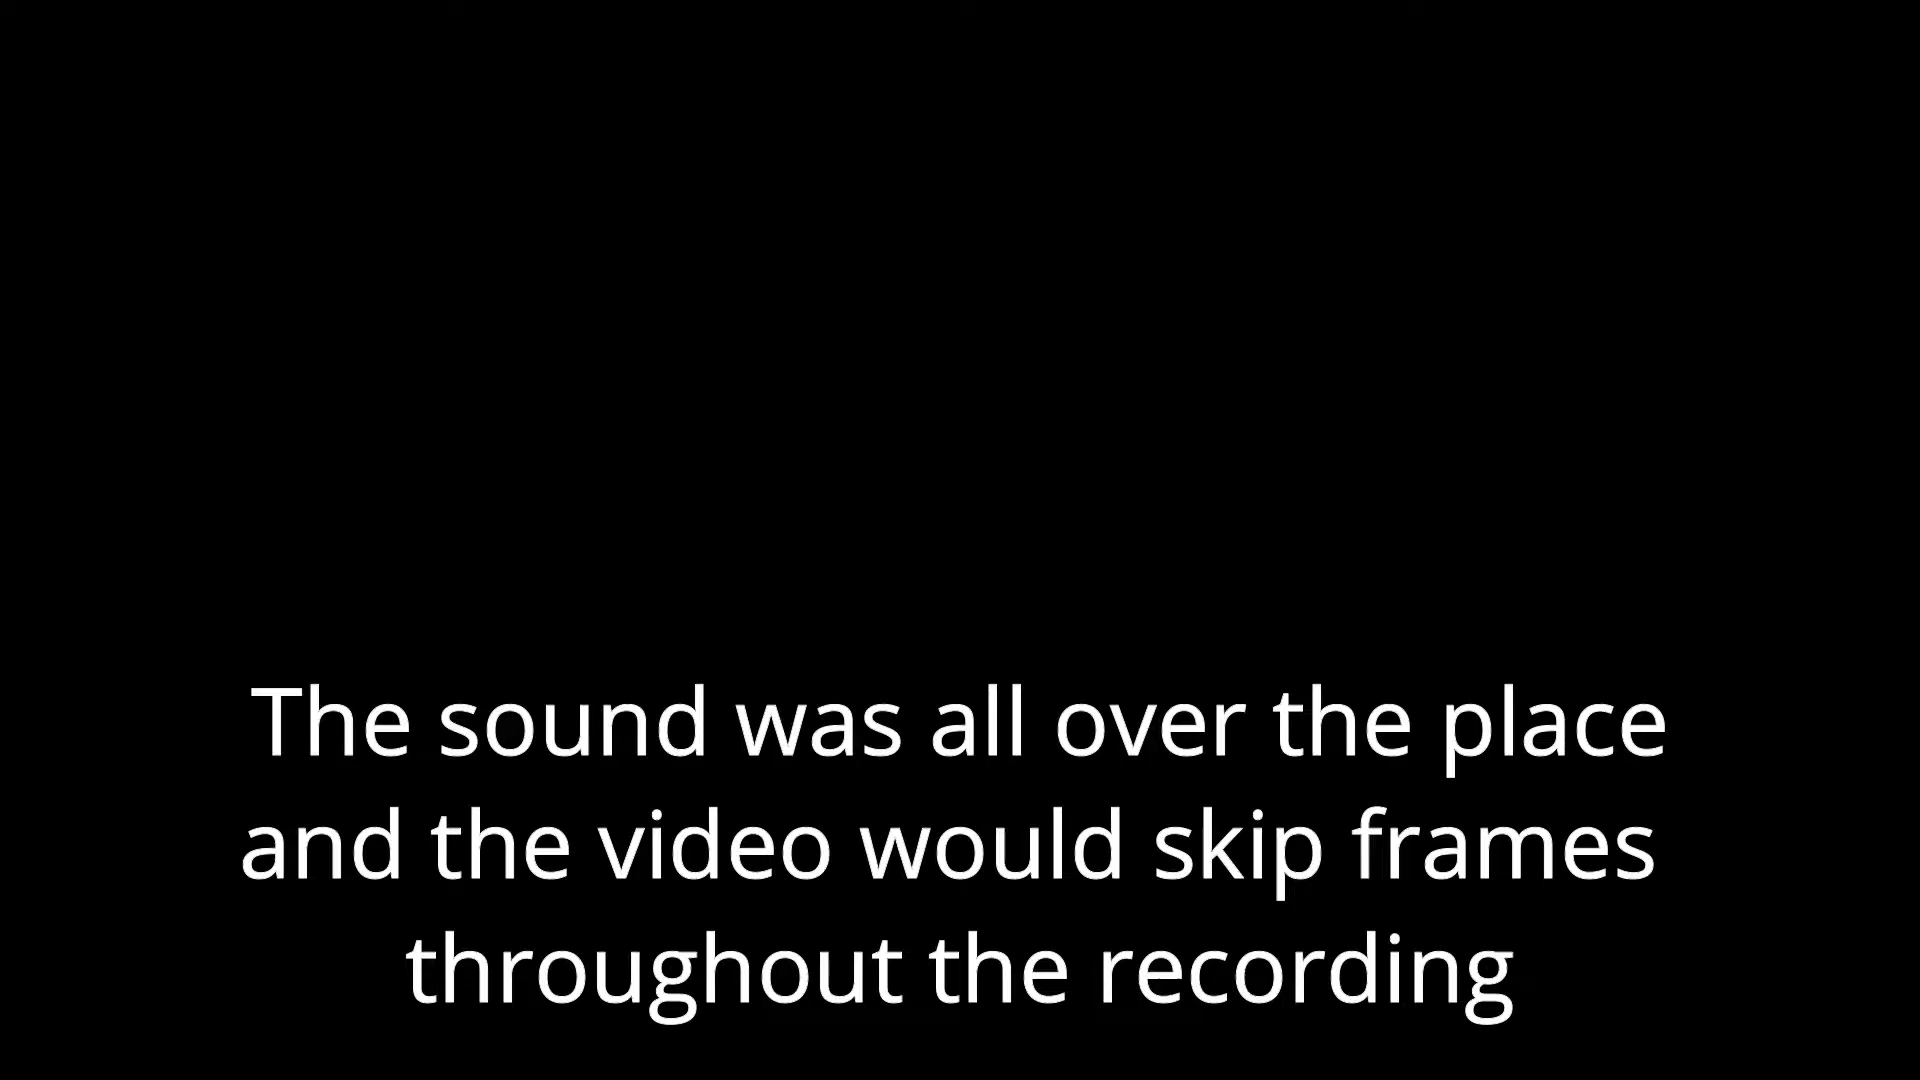 The sound was all over the place
and the video would skip frames
throughout the recording